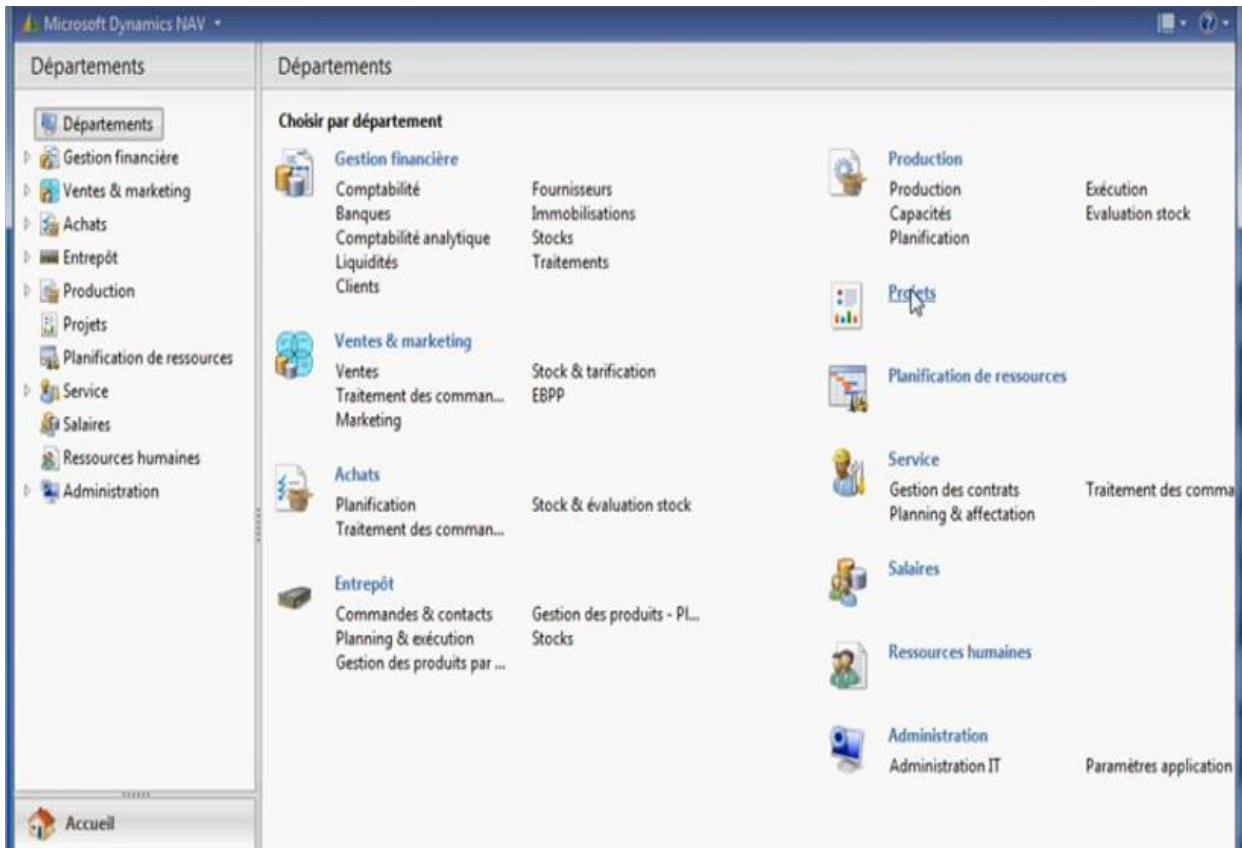 Microsoft Dynamics NAV
Départements
Départements
Gestion financière
Ventes & marketing
Achats
Entrepôt
Production
Projets
Planification de ressources
Service
Salaires
Ressources humaines
Administration
Accueil
Départements
Choisir par département
Gestion financière
Comptabilité Fournisseurs
Banques Immobilisations
Comptabilité analytique Stocks
Liquidités Traitements
Clients
Ventes & marketing
Ventes Stock & tarification
Traitement des comman... EBPP
Marketing
Achats
Planification Stock & évaluation stock
Traitement des comman...
Entrepôt
Commandes & contacts Gestion des produits - Pl...
Planning & exécution Stocks
Gestion des produits par ...
Production
Production Exécution
Capacités Evaluation stock
Planification
Projets
Planification de ressources
Service
Gestion des contrats Traitement des comma
Planning & affectation
Salaires
Ressources humaines
Administration
Administration IT Paramètres application